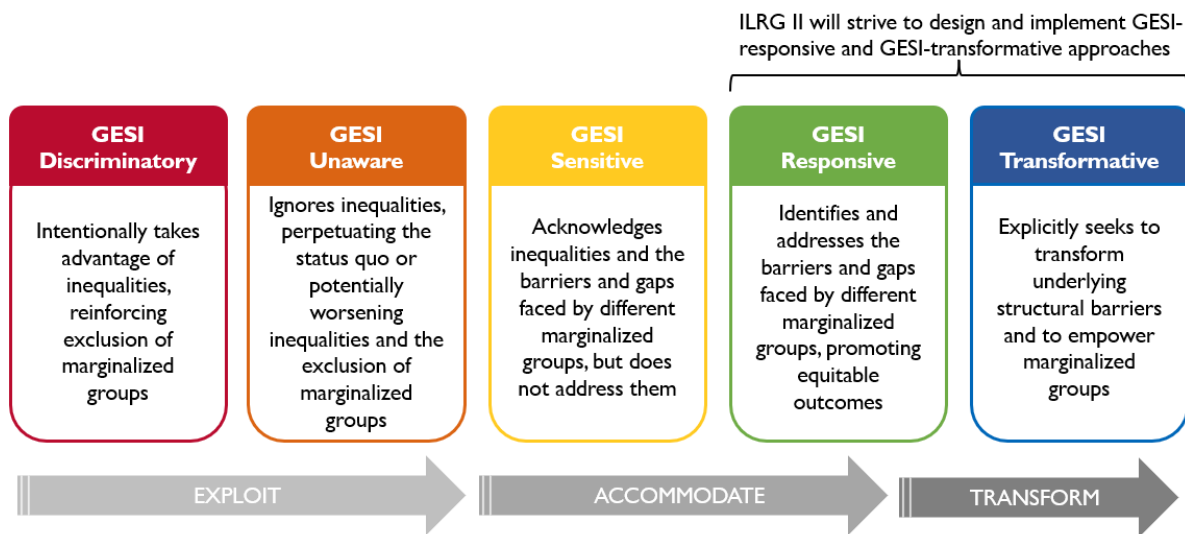 ILRG II will strive to design and implement GESI-
responsive and GESI-transformative approaches
GESI
Discriminatory
Intentionally takes
advantage of
inequalities,
reinforcing
exclusion of
marginalized
groups
GESI
Unaware
Ignores inequalities,
perpetuating the
status quo or
potentially
worsening
inequalities and the
exclusion of
marginalized
groups
GESI
Sensitive
Acknowledges
inequalities and the
barriers and gaps
faced by different
marginalized
groups, but does
not address them
GESI
Responsive
Identifies and
addresses the
barriers and gaps
faced by different
marginalized
groups, promoting
equitable
outcomes
GESI
Transformative
Explicitly seeks to
transform
underlying
structural barriers
and to empower
marginalized
groups
EXPLOIT
ACCOMMODATE
TRANSFORM